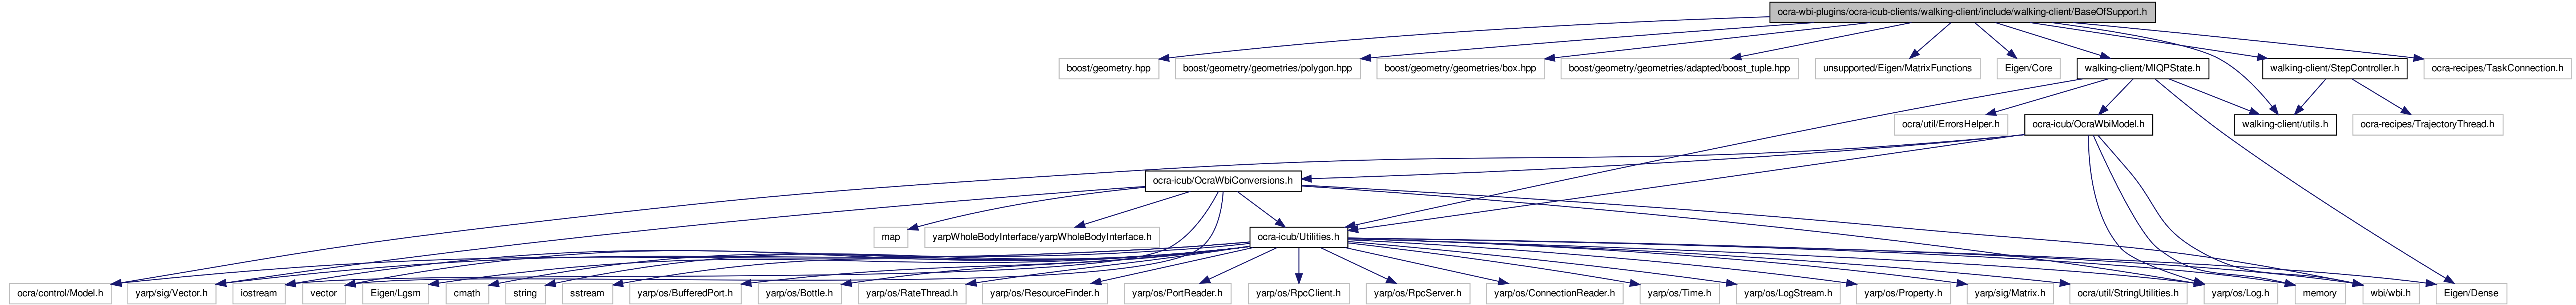 ocra-wbi-plugins/ocra-icub-clients/walking-client/include/walking-client/BaseOfSupport.h
boost/geometry.hpp
boost/geometry/geometries/polygon.hpp
boost/geometry/geometries/box.hpp
boost/geometry/geometries/adapted/boost_tuple.hpp
unsupported/Eigen/MatrixFunctions
Eigen/Core
walking-client/MIQPState.h
walking-client/StepController.h
ocra-recipes/TaskConnection.h
ocra/util/ErrorsHelper.h
ocra-icub/OcraWbiModel.h
walking-client/utils.h
ocra-recipes/TrajectoryThread.h
ocra-icub/OcraWbiConversions.h
map
yarpWholeBodyInterface/yarpWholeBodyInterface.h
ocra-icub/Utilities.h
ocra/control/Model.h
yarp/sig/Vector.h
iostream
vector
Eigen/Lgsm
cmath
string
sstream
yarp/os/BufferedPort.h
yarp/os/Bottle.h
yarp/os/RateThread.h
yarp/os/ResourceFinder.h
yarp/os/PortReader.h
yarp/os/RpcClient.h
yarp/os/RpcServer.h
yarp/os/ConnectionReader.h
yarp/os/Time.h
yarp/os/LogStream.h
yarp/os/Property.h
yarp/sig/Matrix.h
ocra/util/StringUtilities.h
yarp/os/Log.h
memory
wbi/wbi.h
Eigen/Dense